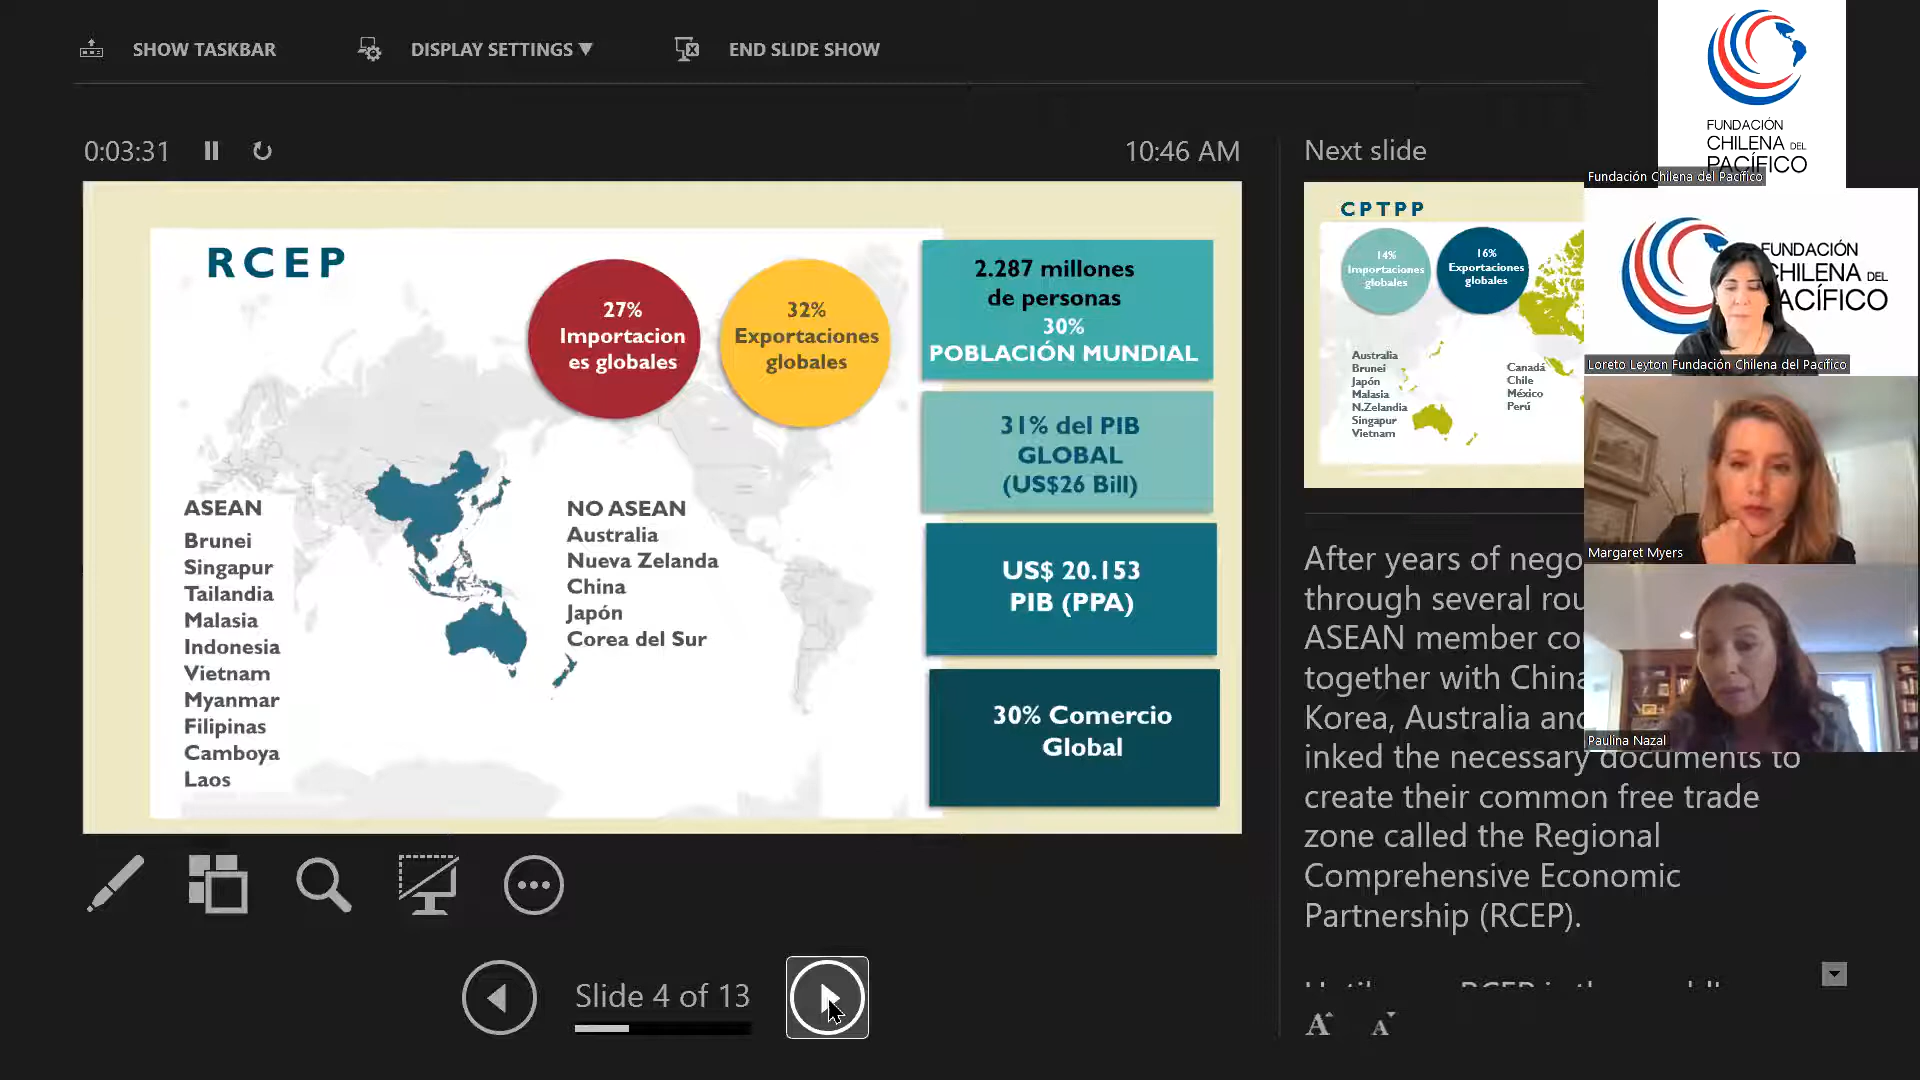 SHOW TASKBAR
DISPLAY SETTINGS ▼
END SLIDE SHOW
0:03:31
10:46 AM
RCEP
27%
Importacion
es globales
32%
Exportaciones
globales
2.287 millones
de personas
30%
POBLACIÓN MUNDIAL
31% del PIB
GLOBAL
(US$26 Bill)
US$ 20.153
PIB (PPA)
30% Comercio
Global
ASEAN
Brunei
Singapur
Tailandia
Malasia
Indonesia
Vietnam
Myanmar
Filipinas
Camboya
Laos
NO ASEAN
Australia
Nueva Zelanda
China
Japón
Corea del Sur
Slide 4 of 13
Next slide
CPTPP
14%
Importaciones
globales
16%
Exportaciones
globales
Australia
Brunei
Japón
Malasia
N.Zelandia
Singapur
Vietnam
Canadá
Chile
México
Perú
After years of nego
through several rou
ASEAN member co
together with China
Korea, Australia and
inked the necessary documents to
create their common free trade
zone called the Regional
Comprehensive Economic
Partnership (RCEP).
A
A
FUNDACIÓN
CHILENA DEL
PACÍFICO
Fundación Chilena del Pacífico
FUNDACIÓN
CHILENA DEL
PACÍFICO
Loreto Leyton Fundación Chilena del Pacífico
Margaret Myers
Paulina Nazal